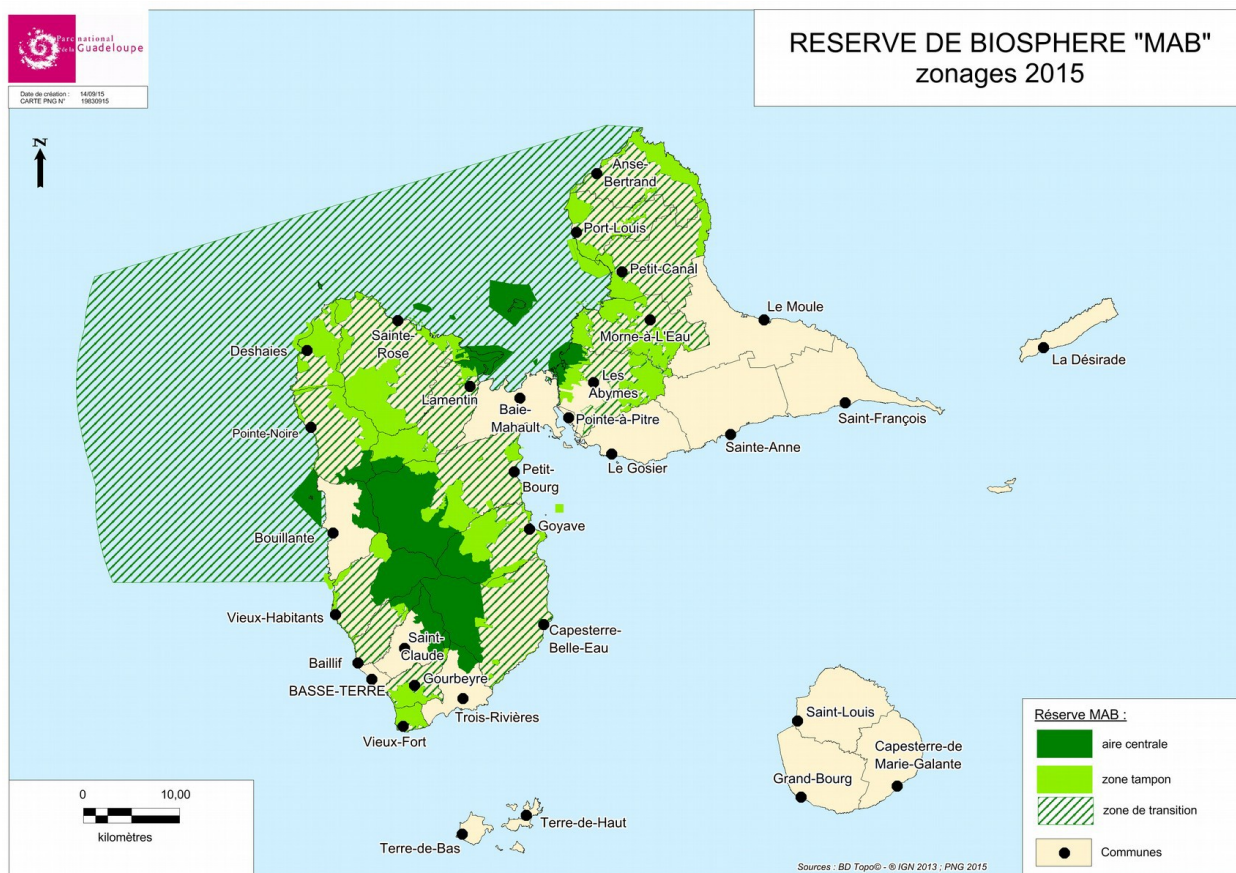 Parc national
de la Guadeloupe
Date de création : 14/09/15
CARTE PNG N° 19830915
RESERVE DE BIOSPHERE "MAB"
zonages 2015
N
Anse-
Bertrand
Port-Louis
Petit-Canal
Le Moule
Sainte-
Rose
Morne-à-L'Eau
Deshaies
La Désirade
Les
Abymes
Lamentin
Baie-
Mahault
Saint-François
Pointe-à-Pitre
Pointe-Noire
Sainte-Anne
Le Gosier
Petit-
Bourg
Goyave
Bouillante
Vieux-Habitants
Capesterre-
Belle-Eau
Saint-
Claude
Baillif
Gourbeyre
BASSE-TERRE
Trois-Rivières
Vieux-Fort
Saint-Louis
Capesterre-de
Marie-Galante
Grand-Bourg
Terre-de-Haut
Terre-de-Bas
0 10,00
kilomètres
Réserve MAB :
aire centrale
zone tampon
zone de transition
Communes
Sources : BD Topo© - ® IGN 2013 ; PNG 2015